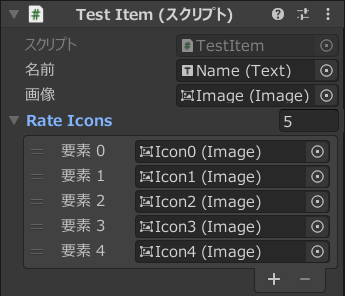 Test Item (スクリプト)
スクリプト TestItem
名前 Name (Text)
画像 Image (Image)
Rate Icons 5
要素 0 Icon0 (Image)
要素 1 Icon1 (Image)
要素 2 Icon2 (Image)
要素 3 Icon3 (Image)
要素 4 Icon4 (Image)